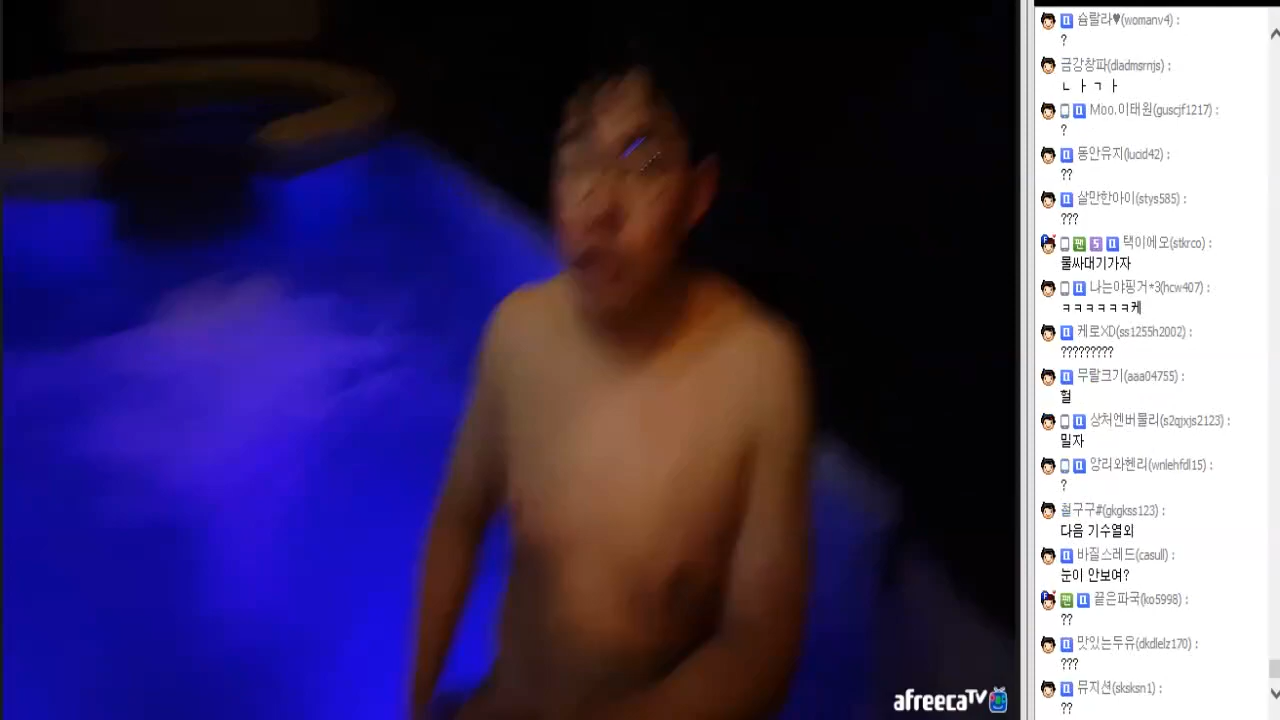 슘랄라♥(womanv4) :
?
금강창파(dladmsrnjs) :
ㄴ ㅏ ㄱ ㅏ
Moo.이태원(guscjf1217) :
?
동안유지(lucid42) :
??
살만한아이(stys585) :
???
팬 S 택이에오(stkrco) :
물싸대기가자
나는야핑거*3(hcw407) :
ㅋㅋㅋㅋㅋㅋ케
케로XD(ss1255h2002) :
?????????
무랄크기(aaa04755) :
헐
상처엔버물리(s2qjxjs2123) :
밀자
앙리와헨리(wnlehfdl15) :
?
철구구#(gkgkss123) :
다음 기수열외
바질스레드(casull) :
눈이 안보여?
팬 끝은파국(ko5998) :
??
맛있는두유(dkdlelz170) :
???
뮤지션(sksksn1) :
??
afreecaTV